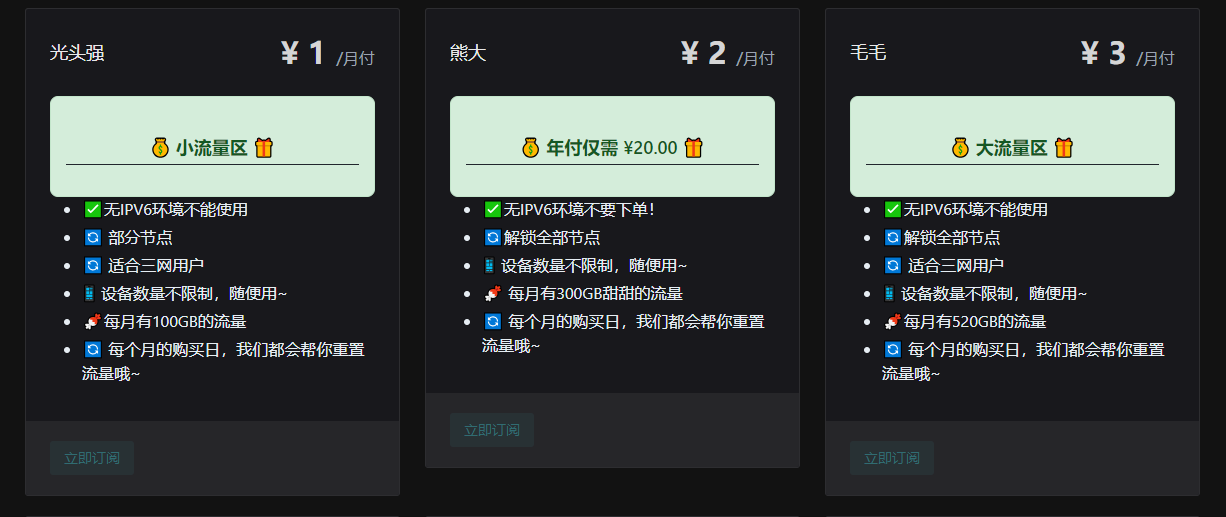 光头强
¥ 1 /月付
💰 小流量区 🎁
✅无IPV6环境不能使用
🔄 部分节点
🔄 适合三网用户
📱设备数量不限制，随便用~
📌每月有100GB的流量
🔄 每个月的购买日，我们都会帮你重置
流量哦~
立即订阅
熊大
¥ 2 /月付
💰 年付仅需 ¥20.00 🎁
✅无IPV6环境不要下单！
🔄解锁全部节点
📱设备数量不限制，随便用~
📌 每月有300GB甜甜的流量
🔄 每个月的购买日，我们都会帮你重置
流量哦~
立即订阅
毛毛
¥ 3 /月付
💰 大流量区 🎁
✅无IPV6环境不能使用
🔄解锁全部节点
🔄 适合三网用户
📱设备数量不限制，随便用~
📌每月有520GB的流量
🔄 每个月的购买日，我们都会帮你重置
流量哦~
立即订阅